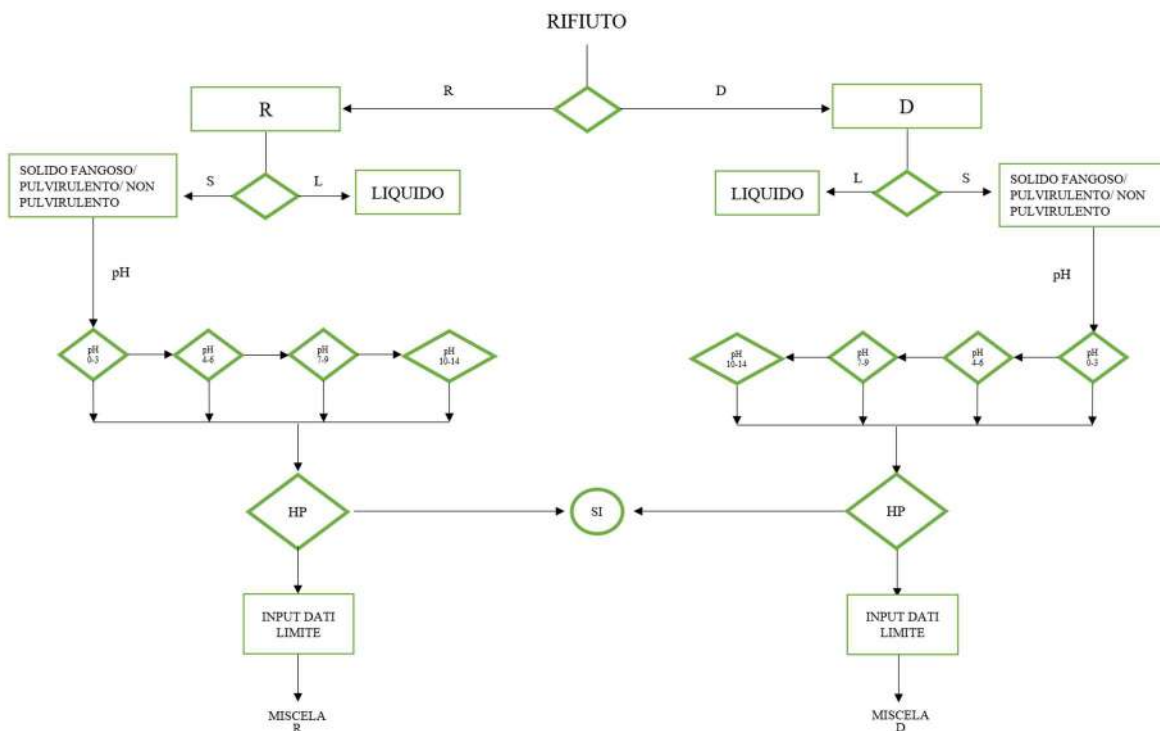 RIFIUTO
R
D
R
D
SOLIDO FANGOSO/
PULVIRULENTO/ NON
PULVIRULENTO
S
L
LIQUIDO
LIQUIDO
L
S
SOLIDO FANGOSO/
PULVIRULENTO/ NON
PULVIRULENTO
pH
pH
pH
0-3
pH
4-6
pH
7-9
pH
10-14
pH
10-14
pH
7-9
pH
4-6
pH
0-3
HP
SI
HP
INPUT DATI
LIMITE
INPUT DATI
LIMITE
MISCELA
R
MISCELA
D